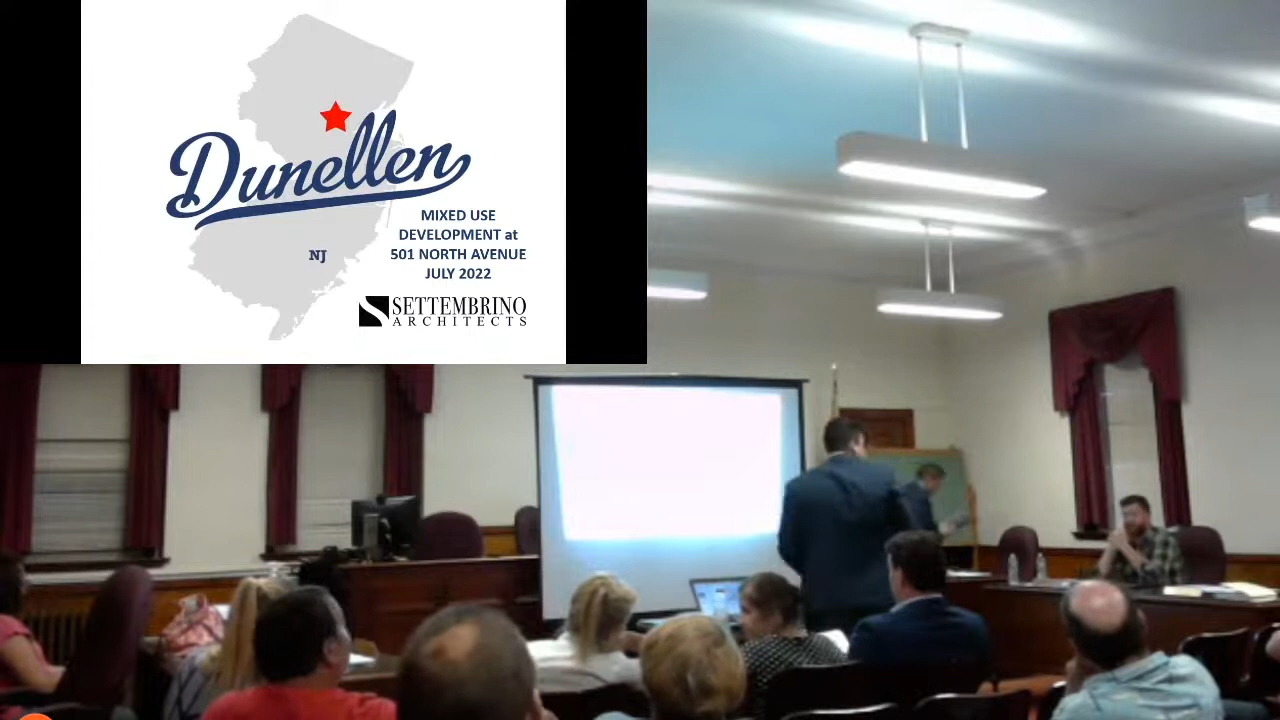 Dunellen
MIXED USE
DEVELOPMENT at
501 NORTH AVENUE
JULY 2022
NJ
SETTEMBRINO
ARCHITECTS